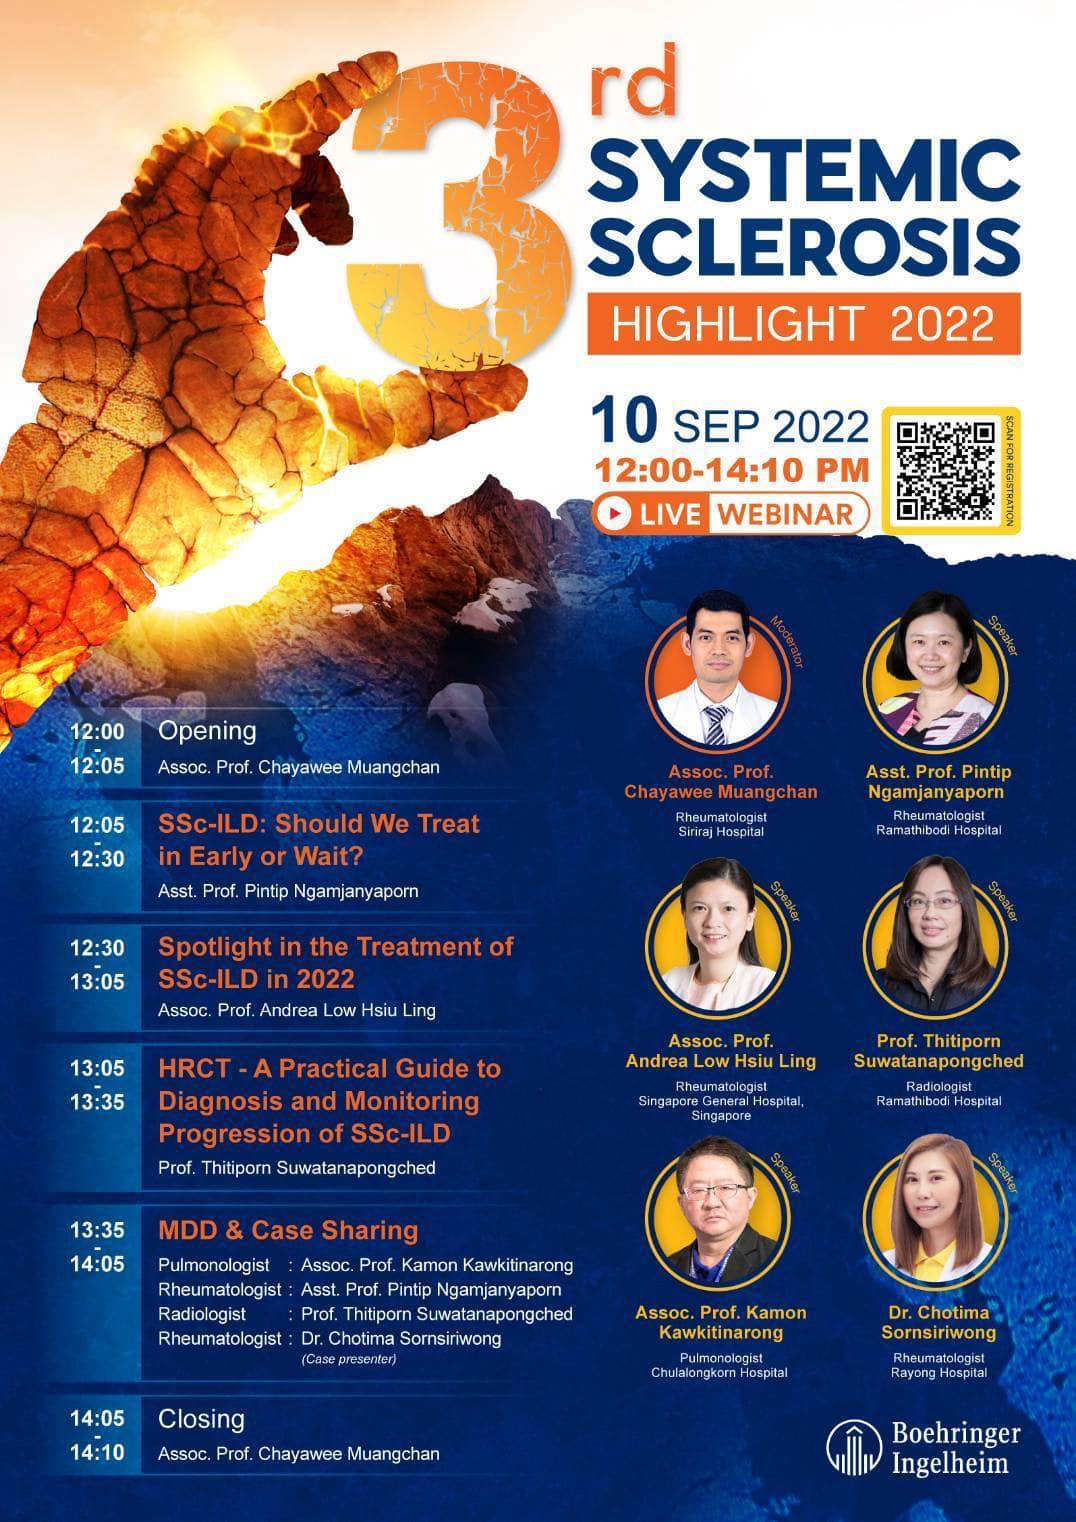 3rd
SYSTEMIC
SCLEROSIS
HIGHLIGHT 2022
10 SEP 2022
12:00-14:10 PM
LIVE WEBINAR
SCAN FOR REGISTRATION
12:00
-
12:05
Opening
Assoc. Prof. Chayawee Muangchan
12:05
-
12:30
SSc-ILD: Should We Treat
in Early or Wait?
Asst. Prof. Pintip Ngamjanyaporn
12:30
-
13:05
Spotlight in the Treatment of
SSc-ILD in 2022
Assoc. Prof. Andrea Low Hsiu Ling
13:05
-
13:35
HRCT - A Practical Guide to
Diagnosis and Monitoring
Progression of SSc-ILD
Prof. Thitiporn Suwatanapongched
13:35
-
14:05
MDD & Case Sharing
Pulmonologist : Assoc. Prof. Kamon Kawkitinarong
Rheumatologist : Asst. Prof. Pintip Ngamjanyaporn
Radiologist : Prof. Thitiporn Suwatanapongched
Rheumatologist : Dr. Chotima Sornsiriwong
(Case presenter)
14:05
-
14:10
Closing
Assoc. Prof. Chayawee Muangchan
Moderator
Assoc. Prof.
Chayawee Muangchan
Rheumatologist
Siriraj Hospital
Speaker
Asst. Prof. Pintip
Ngamjanyaporn
Rheumatologist
Ramathibodi Hospital
Speaker
Assoc. Prof.
Andrea Low Hsiu Ling
Rheumatologist
Singapore General Hospital,
Singapore
Speaker
Prof. Thitiporn
Suwatanapongched
Radiologist
Ramathibodi Hospital
Speaker
Assoc. Prof. Kamon
Kawkitinarong
Pulmonologist
Chulalongkorn Hospital
Speaker
Dr. Chotima
Sornsiriwong
Rheumatologist
Rayong Hospital
Boehringer
Ingelheim